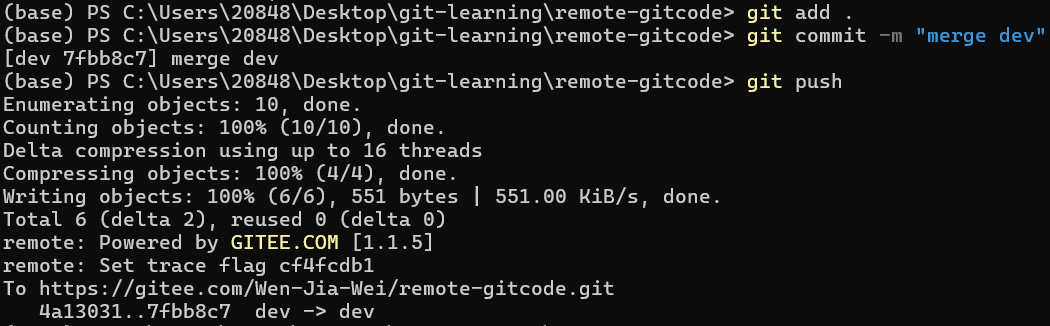 (base) PS C:\Users\20848\Desktop\git-learning\remote-gitcode> git add .
(base) PS C:\Users\20848\Desktop\git-learning\remote-gitcode> git commit -m "merge dev"
[dev 7fbb8c7] merge dev
(base) PS C:\Users\20848\Desktop\git-learning\remote-gitcode> git push
Enumerating objects: 10, done.
Counting objects: 100% (10/10), done.
Delta compression using up to 16 threads
Compressing objects: 100% (4/4), done.
Writing objects: 100% (6/6), 551 bytes | 551.00 KiB/s, done.
Total 6 (delta 2), reused 0 (delta 0)
remote: Powered by GITEE.COM [1.1.5]
remote: Set trace flag cf4fcdb1
To https://gitee.com/Wen-Jia-Wei/remote-gitcode.git
   4a13031..7fbb8c7  dev -> dev